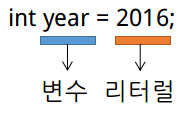 int year = 2016;
변수 리터럴